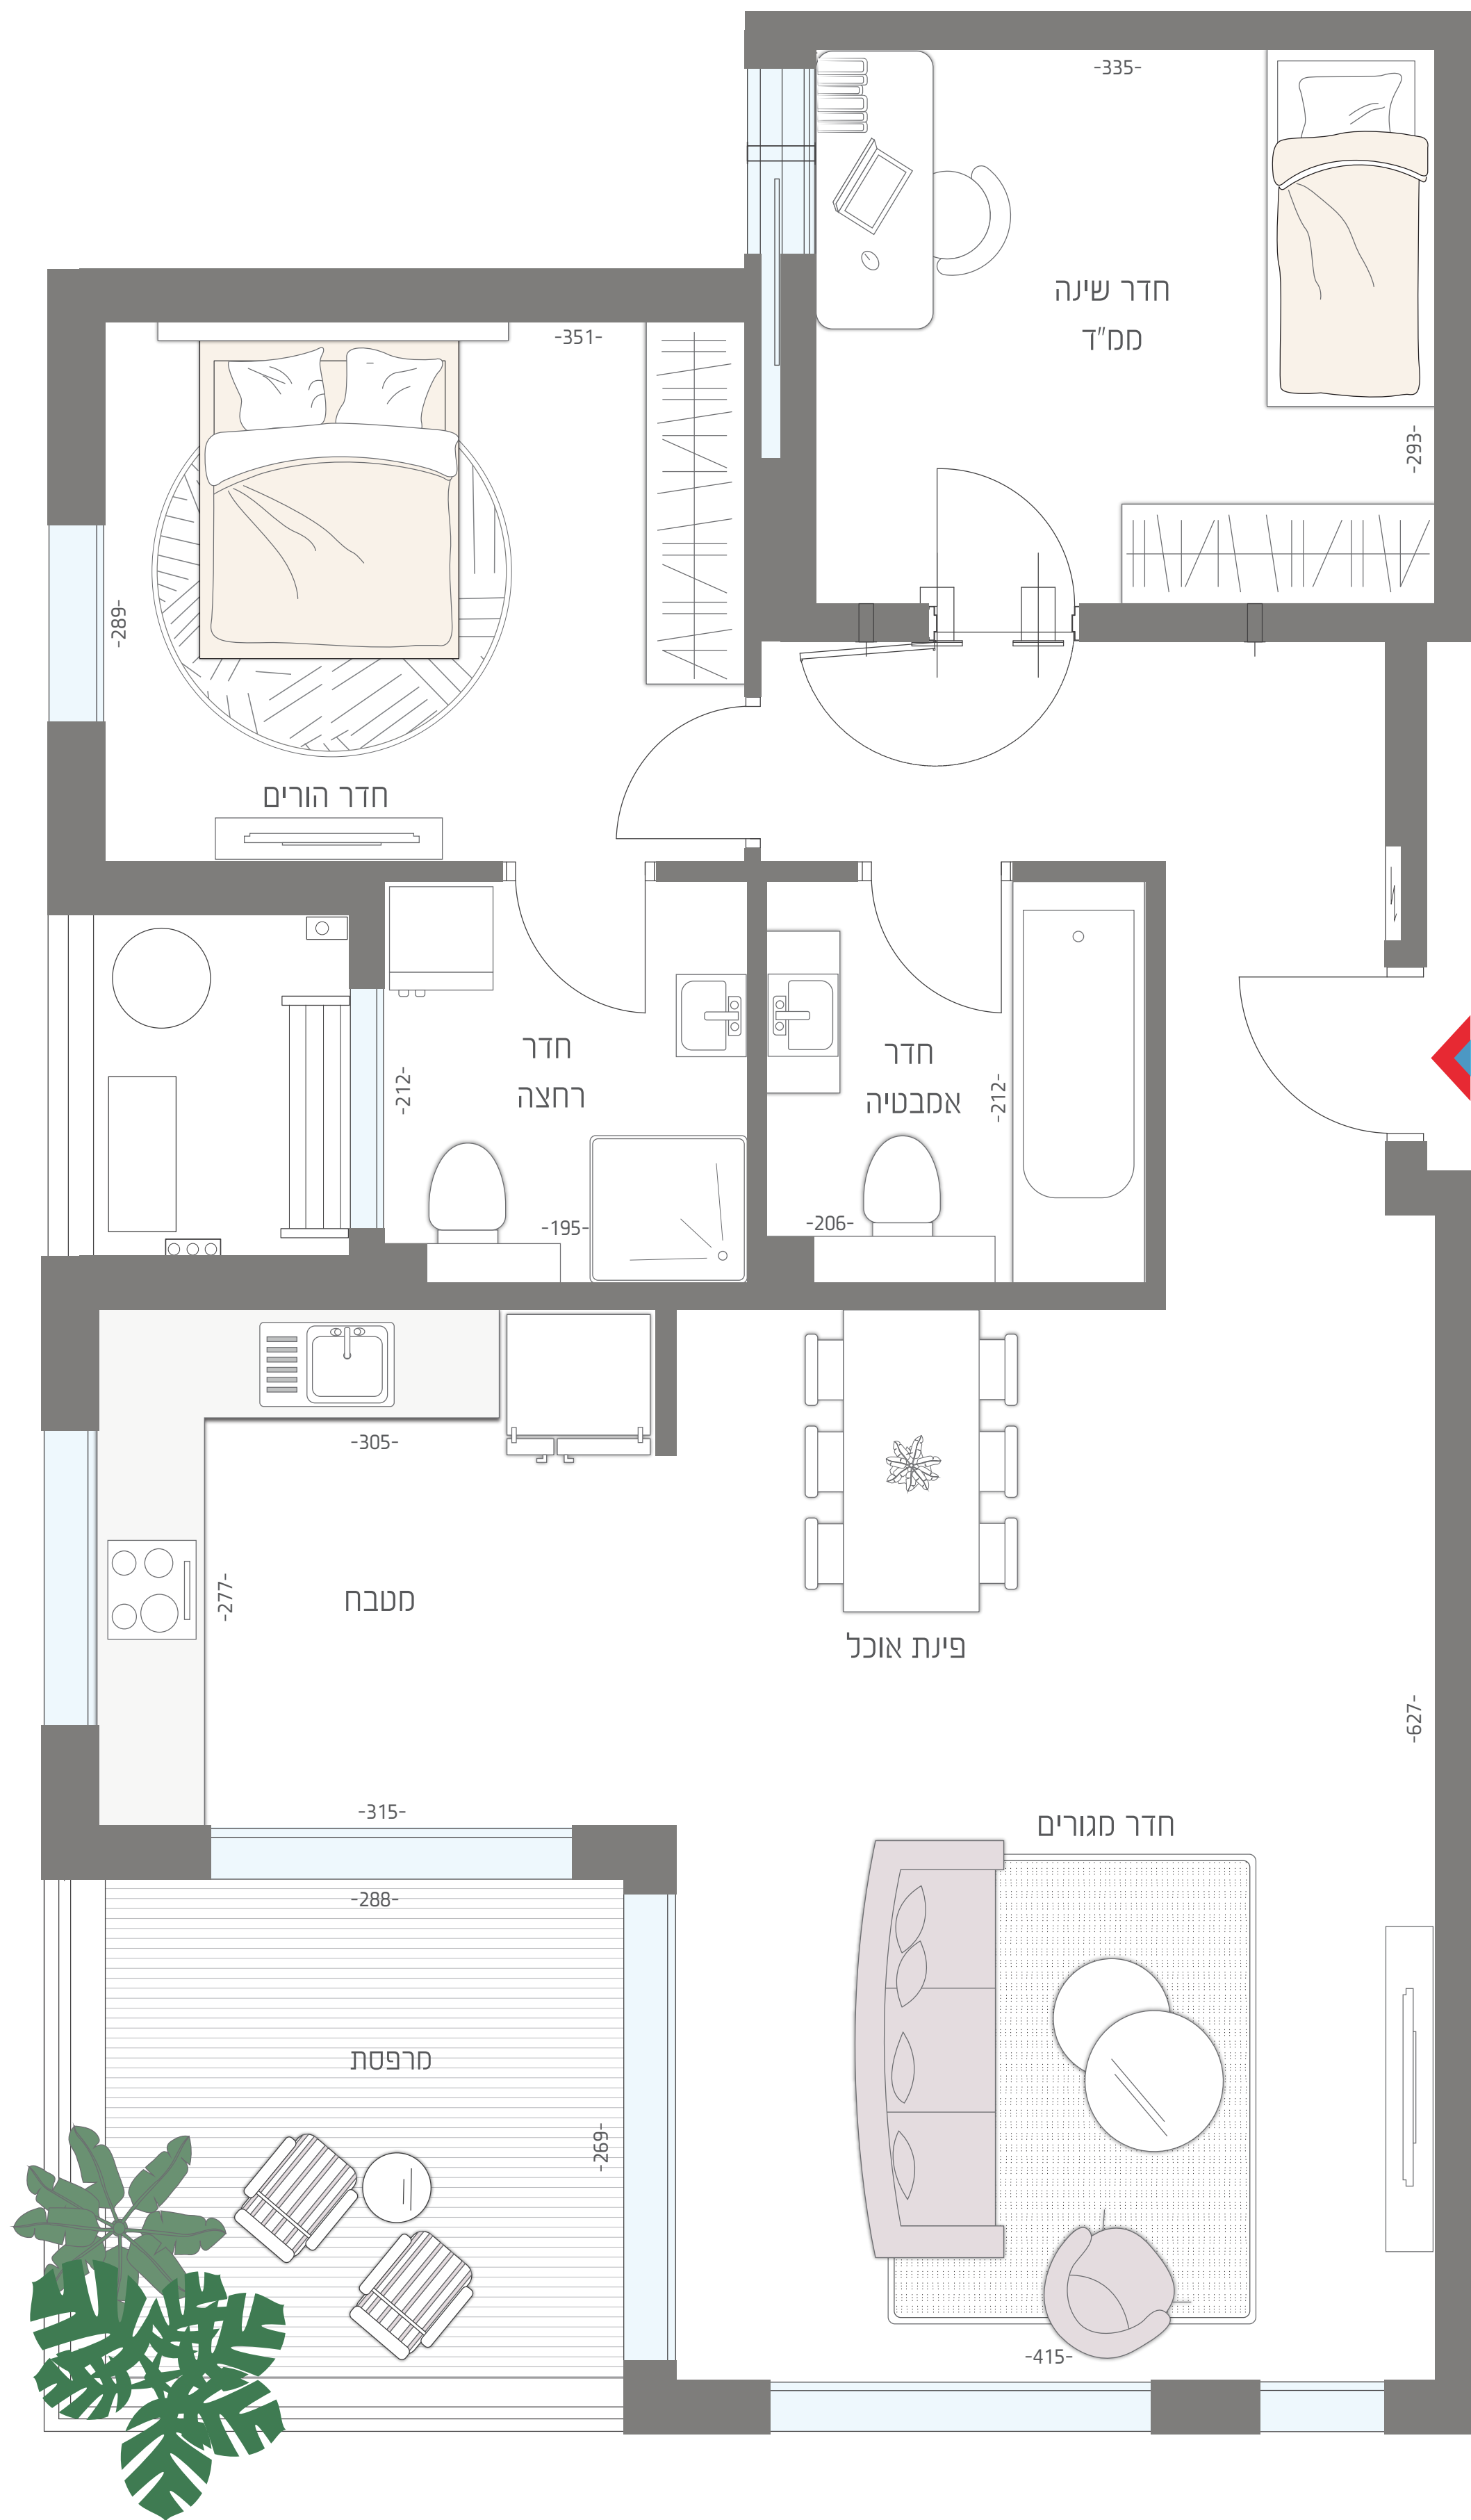 -335-
חדר שינה
ממ"ד
-293-
-351-
-289-
חדר הורים
חדר
רחצה
-212-
-195-
חדר
אמבטיה
-212-
-206-
-305-
-277-
מטבח
פינת אוכל
-627-
-315-
חדר מגורים
-288-
מרפסת
-269-
-415-